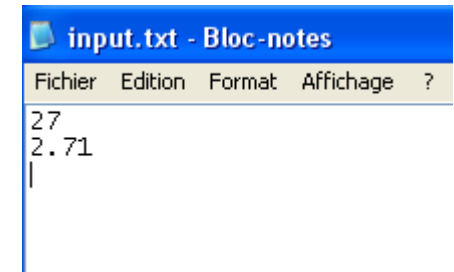 input.txt - Bloc-notes
Fichier Edition Format Affichage ?
27
2.71